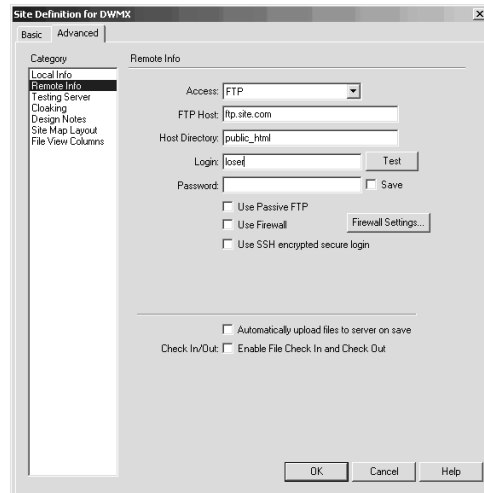 Site Definition for DWMX X
Basic Advanced
Category Remote Info
Local Info
Remote Info
Testing Server
Cloaking
Design Notes
Site Map Layout
File View Columns
Access: FTP
FTP Host: ftp.site.com
Host Directory: public_html
Login: loser Test
Password: Save
Use Passive FTP
Use Firewall Firewall Settings...
Use SSH encrypted secure login
Automatically upload files to server on save
Check In/Out: Enable File Check In and Check Out
OK Cancel Help